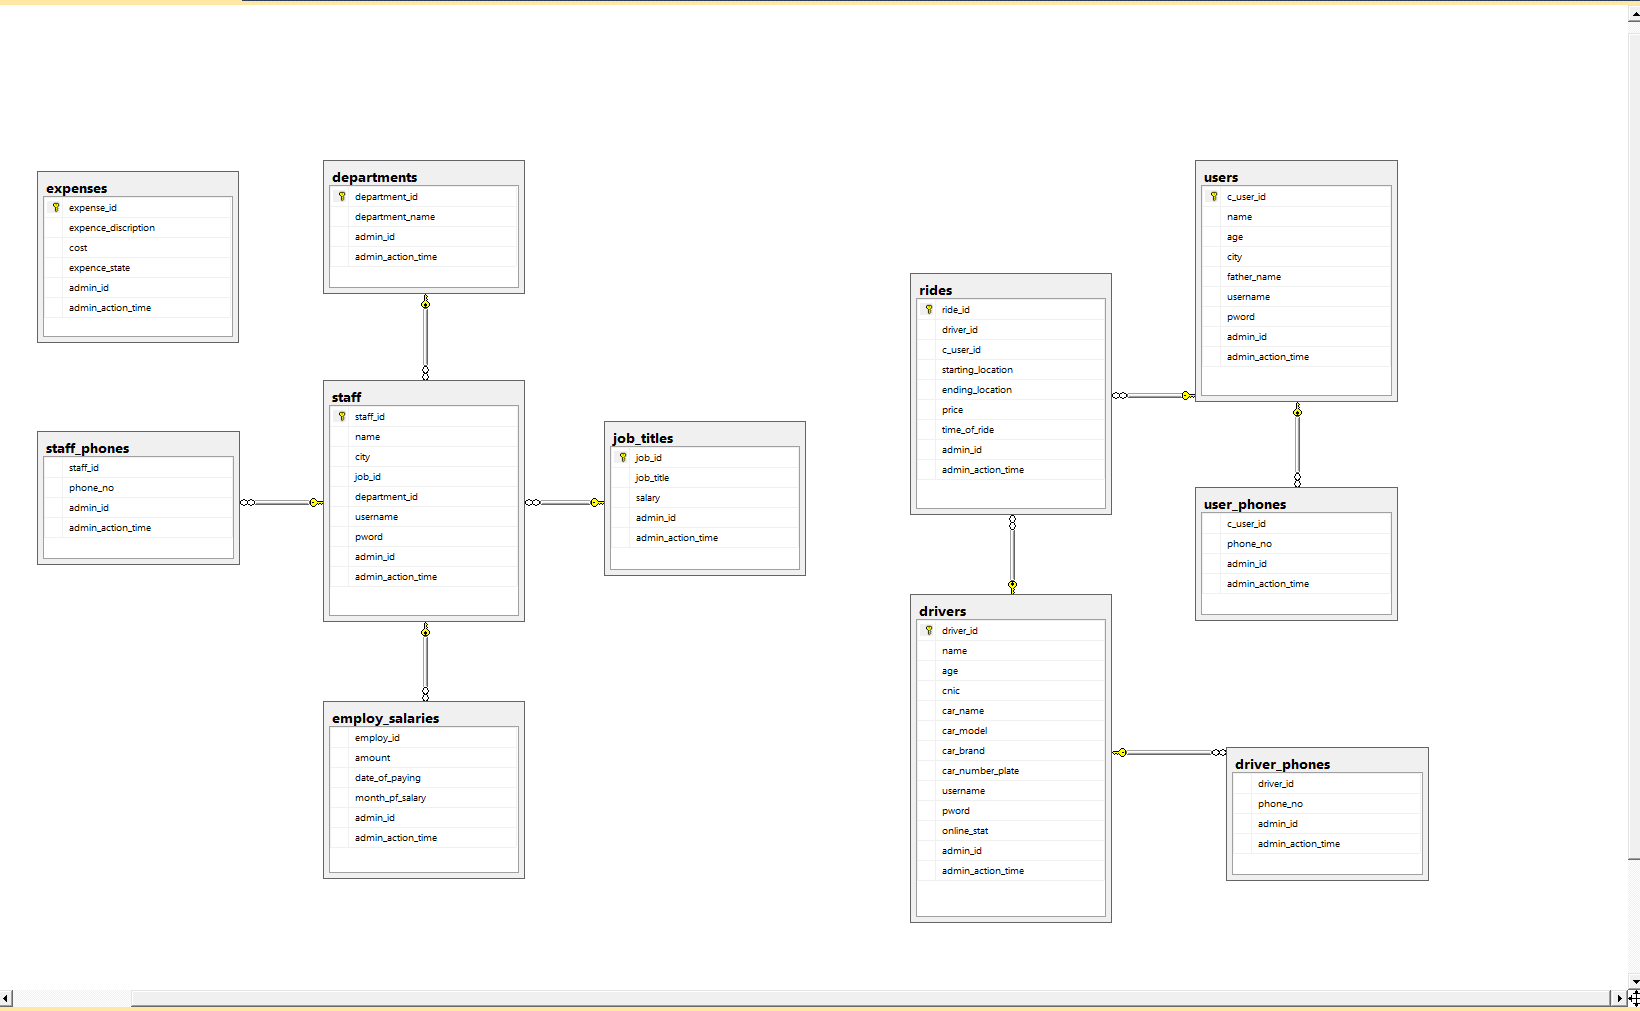 expenses
expense_id
expence_discription
cost
expence_state
admin_id
admin_action_time
departments
department_id
department_name
admin_id
admin_action_time
staff_phones
staff_id
phone_no
admin_id
admin_action_time
staff
staff_id
name
city
job_id
department_id
username
pword
admin_id
admin_action_time
job_titles
job_id
job_title
salary
admin_id
admin_action_time
employ_salaries
employ_id
amount
date_of_paying
month_pf_salary
admin_id
admin_action_time
rides
ride_id
driver_id
c_user_id
starting_location
ending_location
price
time_of_ride
admin_id
admin_action_time
users
c_user_id
name
age
city
father_name
username
pword
admin_id
admin_action_time
user_phones
c_user_id
phone_no
admin_id
admin_action_time
drivers
driver_id
name
age
cnic
car_name
car_model
car_brand
car_number_plate
username
pword
online_stat
admin_id
admin_action_time
driver_phones
driver_id
phone_no
admin_id
admin_action_time